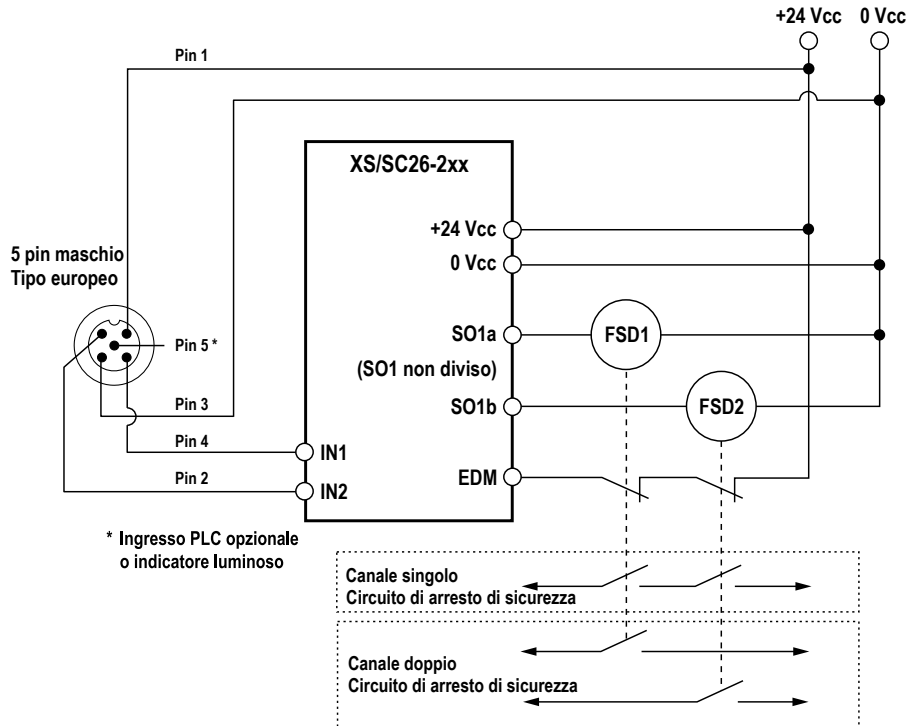 +24 Vcc 0 Vcc
Pin 1
XS/SC26-2xx
+24 Vcc
0 Vcc
5 pin maschio
Tipo europeo
Pin 5 *
SO1a
FSD1
(SO1 non diviso)
Pin 3
SO1b
FSD2
Pin 4
IN1
EDM
Pin 2
IN2
* Ingresso PLC opzionale
o indicatore luminoso
Canale singolo
Circuito di arresto di sicurezza
Canale doppio
Circuito di arresto di sicurezza